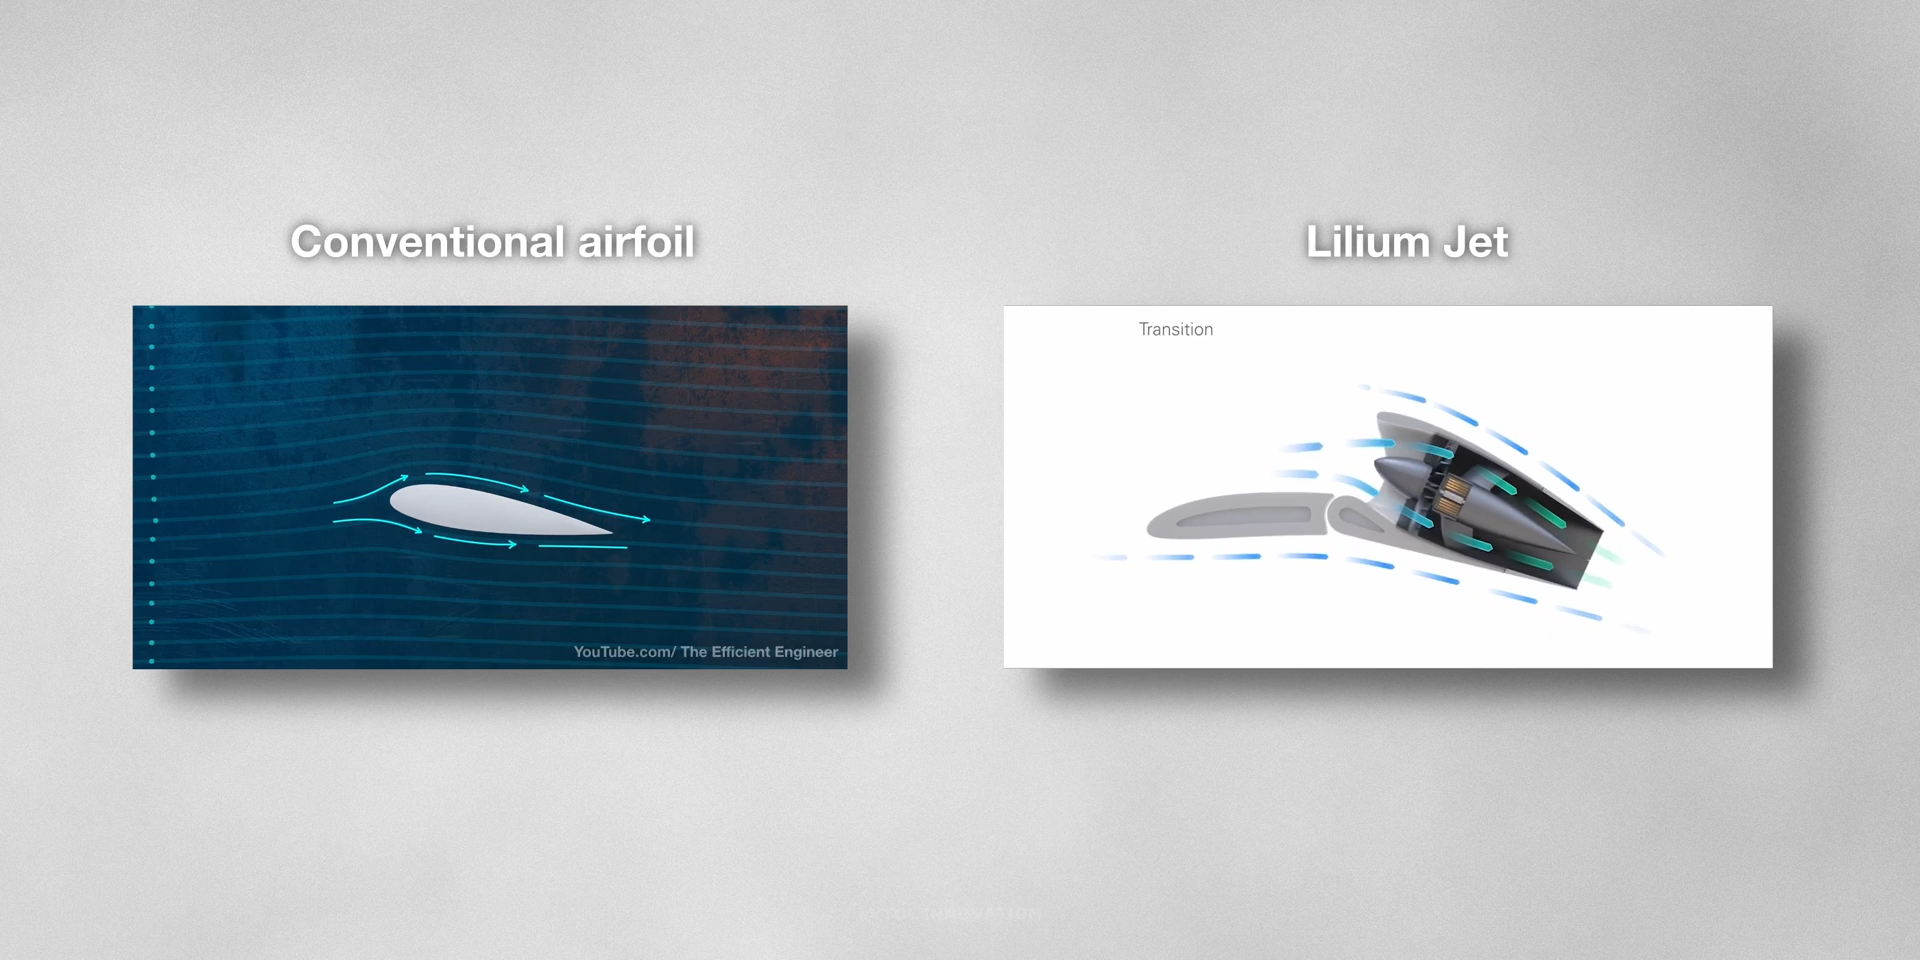 Conventional airfoil
Lilium Jet
Transition
YouTube.com/ The Efficient Engineer